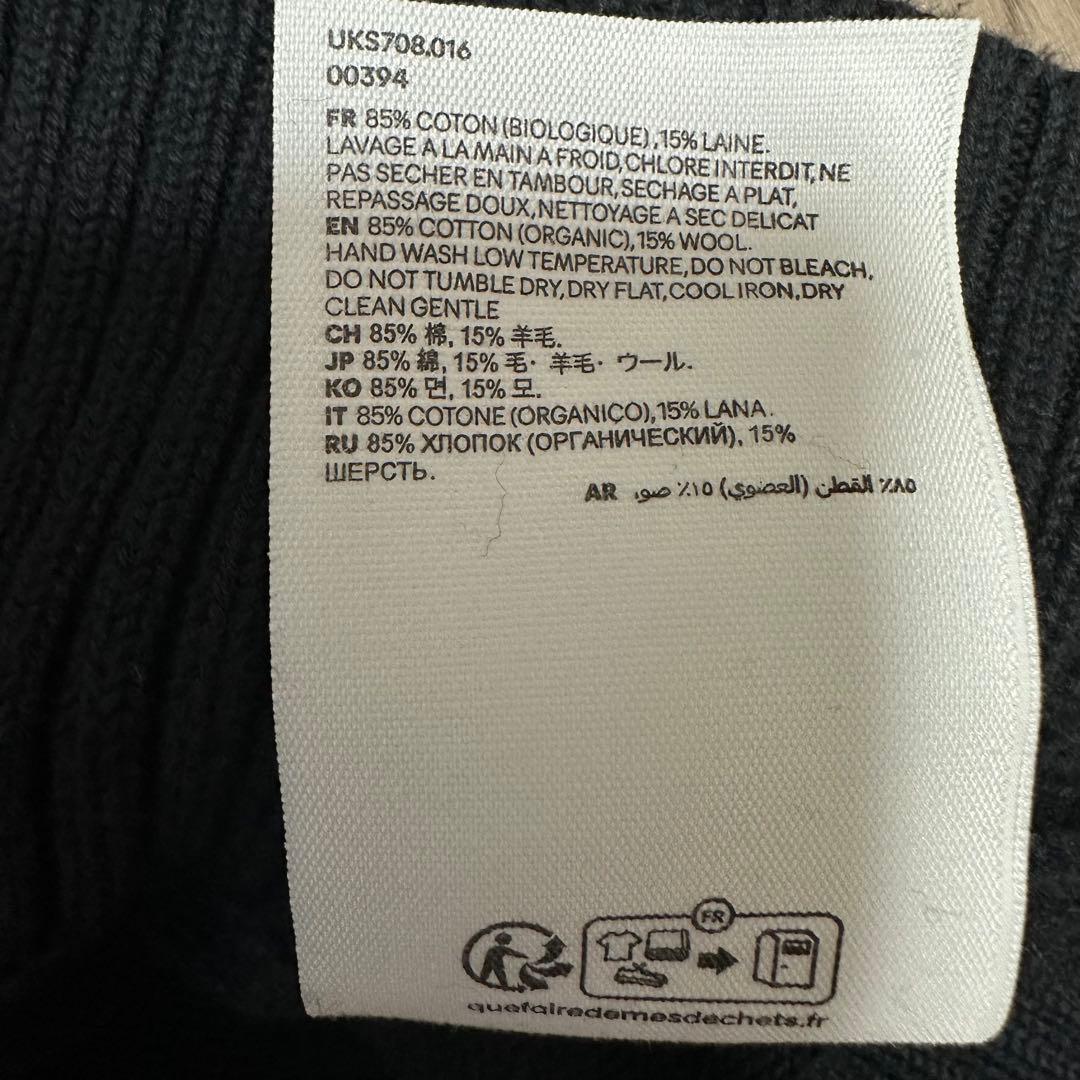 UKS708.016
00394
FR 85% COTON (BIOLOGIQUE), 15% LAINE.
LAVAGE A LA MAIN A FROID, CHLORE INTERDIT, NE
PAS SECHER EN TAMBOUR, SECHAGE A PLAT,
REPASSAGE DOUX, NETTOYAGE A SEC DELICAT
EN 85% COTTON (ORGANIC), 15% WOOL.
HAND WASH LOW TEMPERATURE, DO NOT BLEACH.
DO NOT TUMBLE DRY, DRY FLAT, COOL IRON, DRY
CLEAN GENTLE
CH 85% 棉, 15% 羊毛.
JP 85% 綿, 15% 毛· 羊毛· ウール.
KO 85% 면, 15% 모.
IT 85% COTONE (ORGANICO), 15% LANA.
RU 85% ХЛОПОК (ОРГАНИЧЕСКИЙ), 15%
ШЕРСТЬ.
AR ٨٥٪ القطن (العضوي) ١٥٪ صو.
FR
quefairedemesdechets.fr